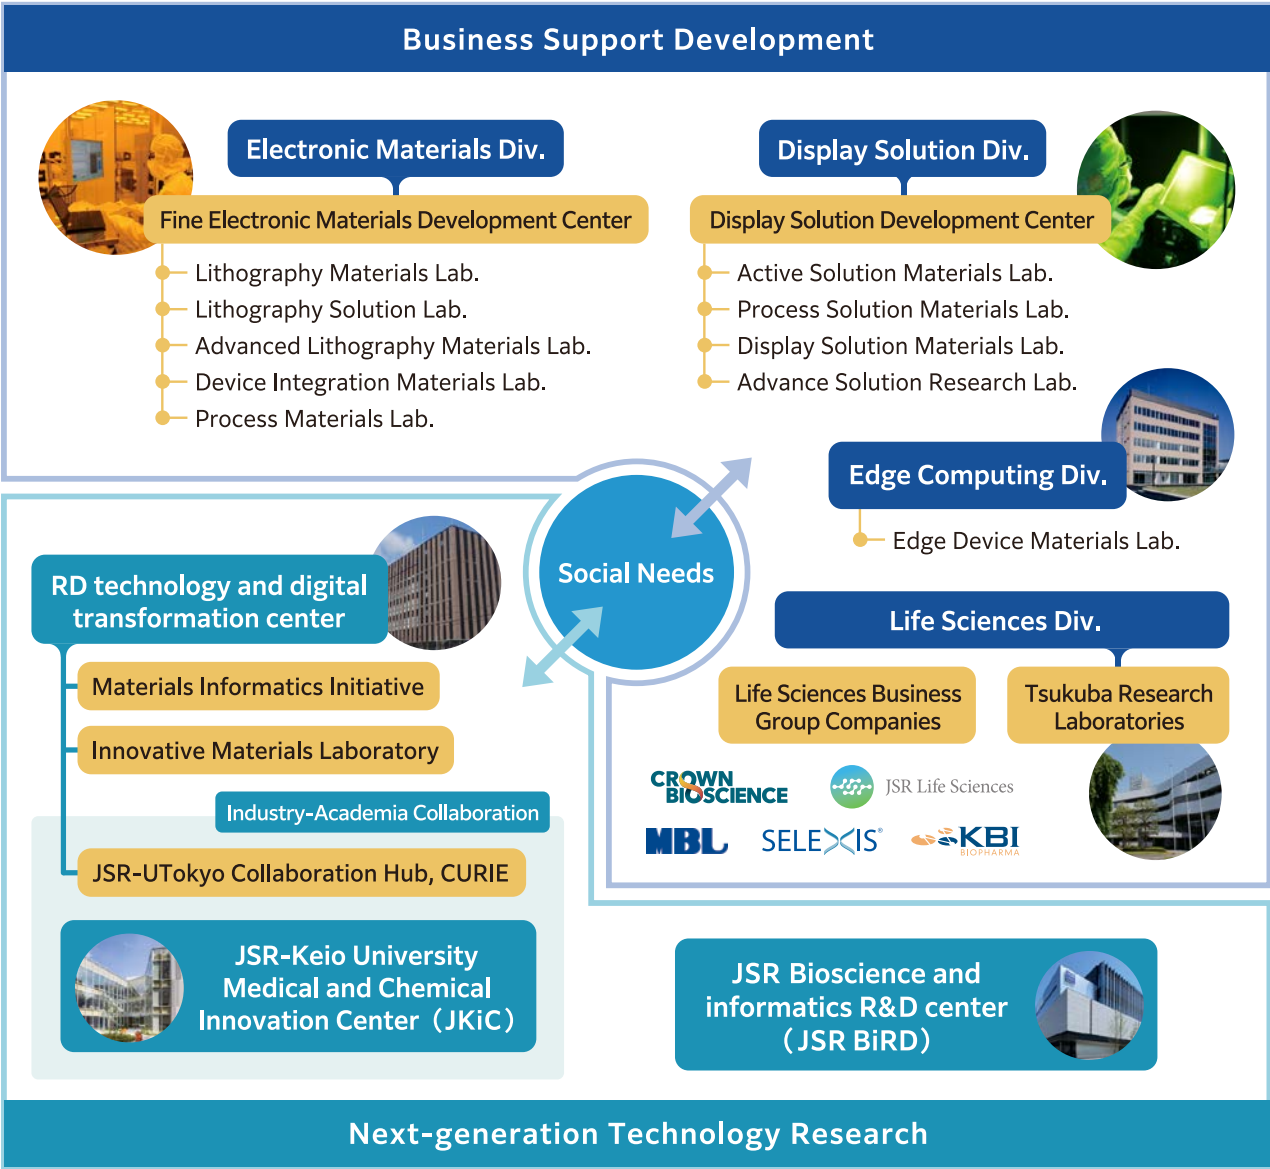 Business Support Development
Electronic Materials Div.
Fine Electronic Materials Development Center
Lithography Materials Lab.
Lithography Solution Lab.
Advanced Lithography Materials Lab.
Device Integration Materials Lab.
Process Materials Lab.
Display Solution Div.
Display Solution Development Center
Active Solution Materials Lab.
Process Solution Materials Lab.
Display Solution Materials Lab.
Advance Solution Research Lab.
Edge Computing Div.
Edge Device Materials Lab.
Social Needs
Life Sciences Div.
Life Sciences Business
Group Companies
Tsukuba Research
Laboratories
CROWN
BIOSCIENCE
JSR Life Sciences
MBL
SELEXIS®
KBI
BIOPHARMA
RD technology and digital
transformation center
Materials Informatics Initiative
Innovative Materials Laboratory
Industry-Academia Collaboration
JSR-UTokyo Collaboration Hub, CURIE
JSR-Keio University
Medical and Chemical
Innovation Center（JKiC）
JSR Bioscience and
informatics R&D center
（JSR BiRD）
Next-generation Technology Research